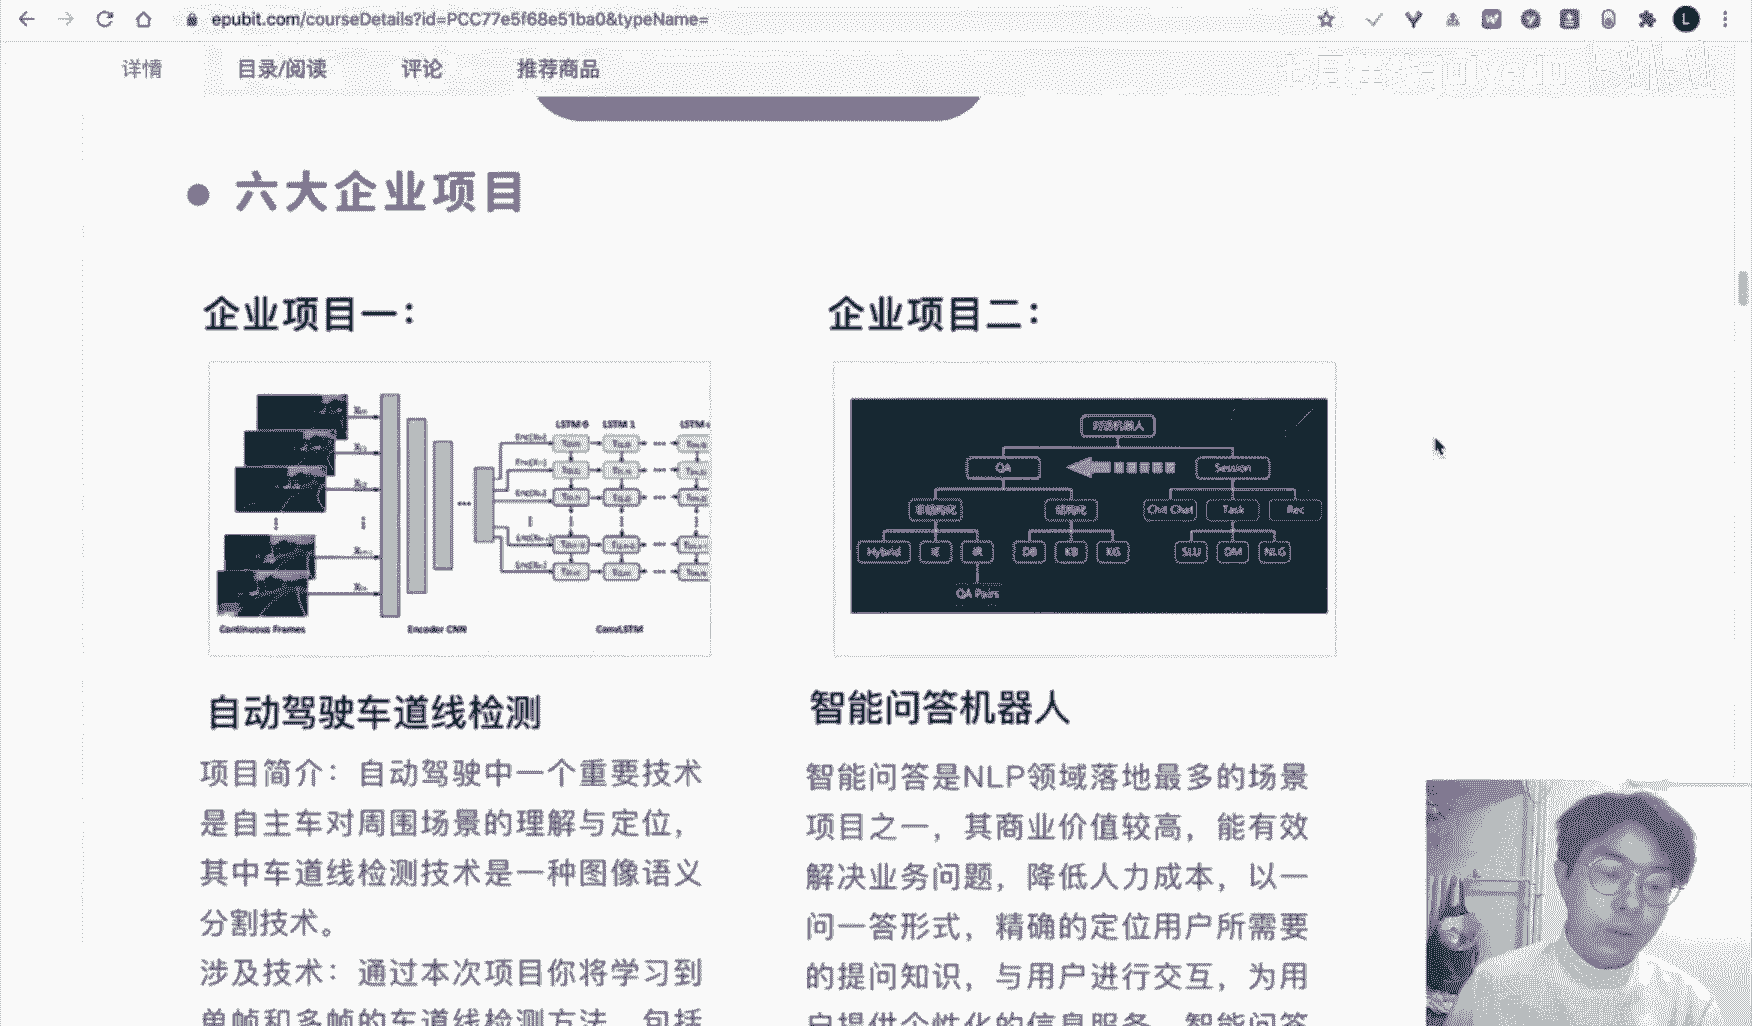 epubit.com/courseDetails?id=PCC77e5f68e51ba0&typeName=
L
详情 目录/阅读 评论 推荐商品
六大企业项目
企业项目一：
企业项目二：
LSTM 0 LSTM 1
Continuous Frames Encoder CNN ConvLSTM
对话机器人
QA Session
非结构化 结构化 Chit Chat Task Rec
Hybrid IE IR DB KB KG SLU DM NLG
QA Pairs
自动驾驶车道线检测
项目简介：自动驾驶中一个重要技术
是自主车对周围场景的理解与定位，
其中车道线检测技术是一种图像语义
分割技术。
涉及技术：通过本次项目你将学习到
单帧和多帧的车道线检测方法，包括
智能问答机器人
智能问答是NLP领域落地最多的场景
项目之一，其商业价值较高，能有效
解决业务问题，降低人力成本，以一
问一答形式，精确的定位用户所需要
的提问知识，与用户进行交互，为用
户提供个性化的信息服务。智能问答